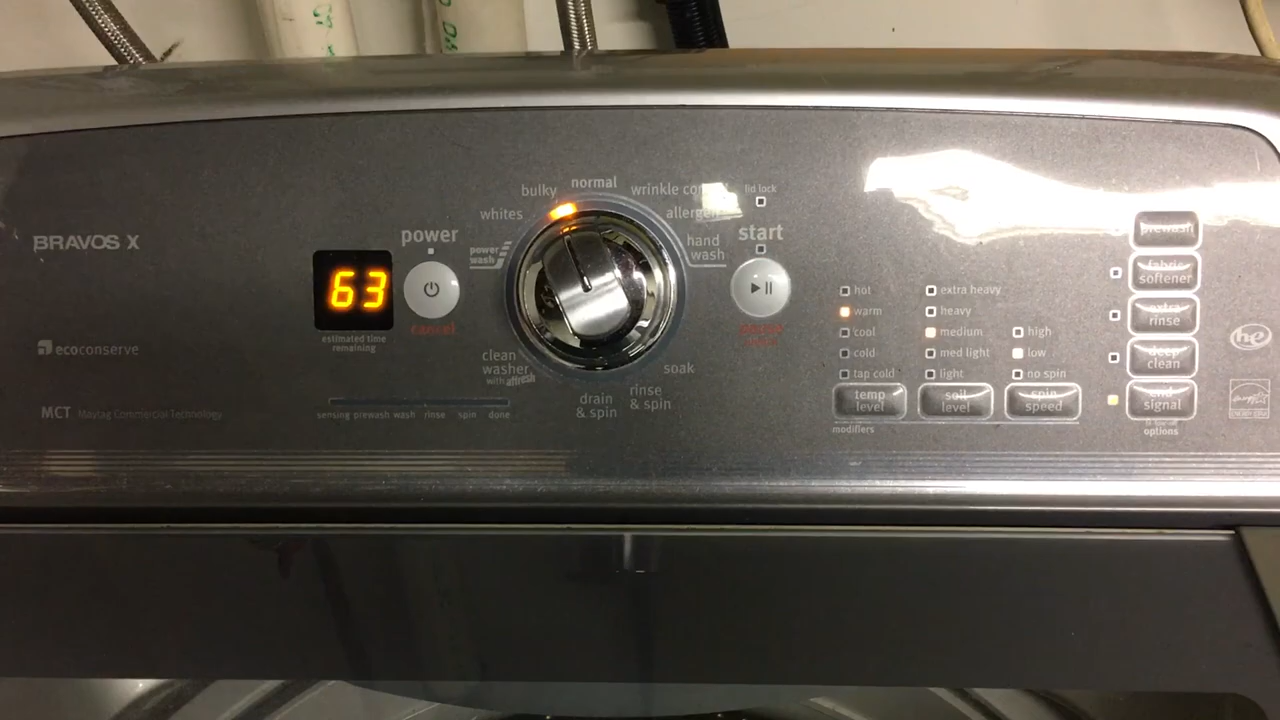 BRAVOS X
ecoconserve
MCT Maytag Commercial Technology
63
estimated time
remaining
power
cancel
power
wash
whites
bulky
normal
wrinkle
allergen
hand
wash
soak
rinse
& spin
drain
& spin
clean
washer
with affresh
sensing prewash wash rinse spin done
lid lock
start
hot
warm
cool
cold
tap cold
temp
level
modifiers
extra heavy
heavy
medium
med light
light
soil
level
high
low
no spin
spin
speed
prewash
fabric
softener
extra
rinse
deep
clean
end
signal
options
he